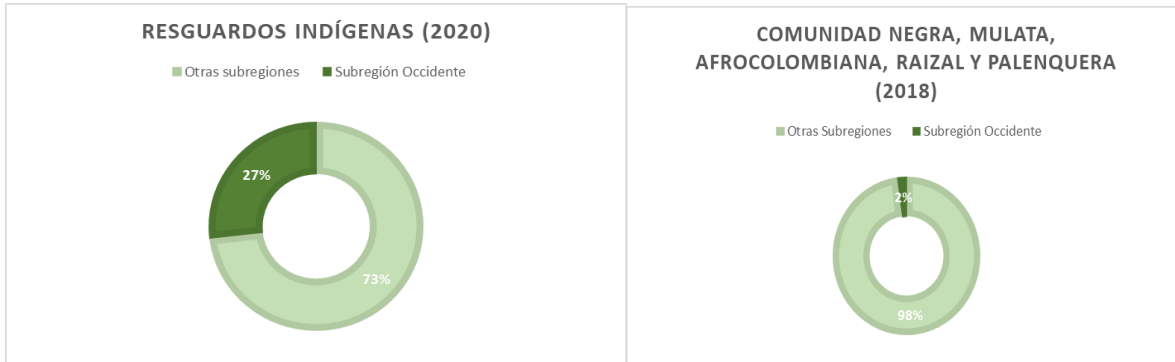 RESGUARDOS INDÍGENAS (2020)
Otras subregiones Subregión Occidente
27%
73%
COMUNIDAD NEGRA, MULATA,
AFROCOLOMBIANA, RAIZAL Y PALENQUERA
(2018)
Otras Subregiones Subregión Occidente
2%
98%